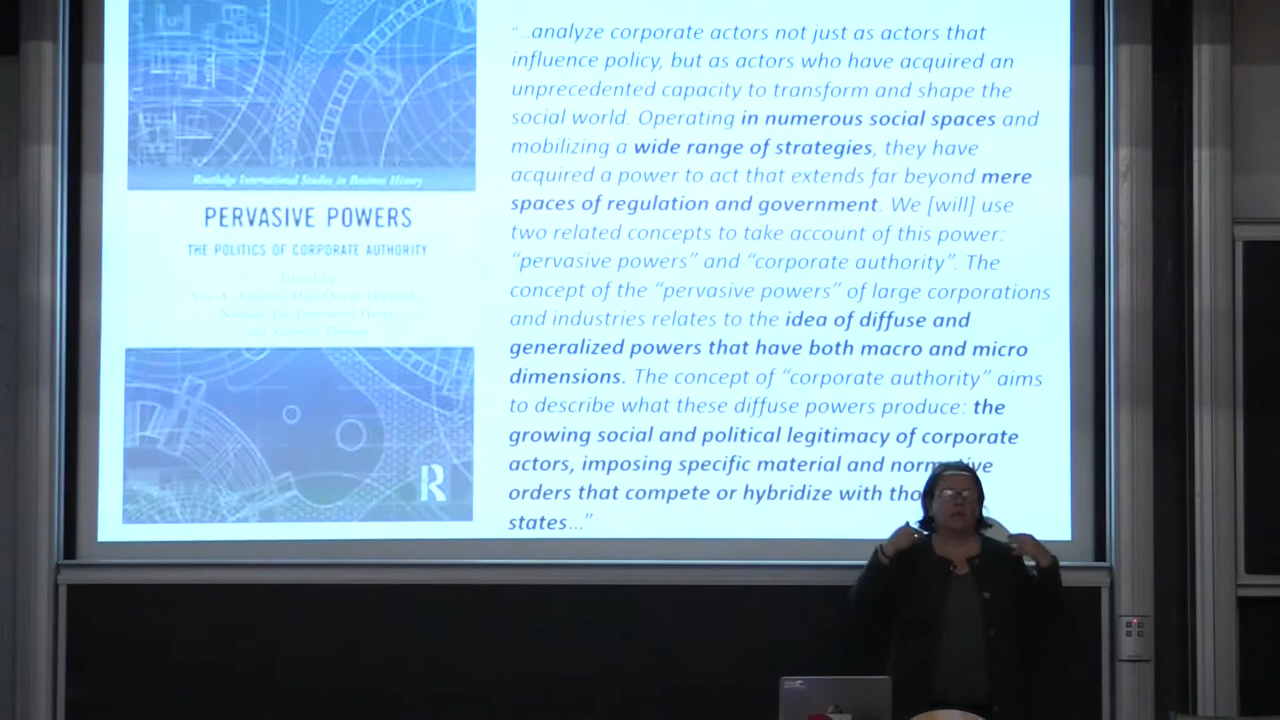 Routledge International Studies in Business History
PERVASIVE POWERS
THE POLITICS OF CORPORATE AUTHORITY
Edited by
and Valentin Thomas
R
“…analyze corporate actors not just as actors that
influence policy, but as actors who have acquired an
unprecedented capacity to transform and shape the
social world. Operating in numerous social spaces and
mobilizing a wide range of strategies, they have
acquired a power to act that extends far beyond mere
spaces of regulation and government. We [will] use
two related concepts to take account of this power:
“pervasive powers” and “corporate authority”. The
concept of the “pervasive powers” of large corporations
and industries relates to the idea of diffuse and
generalized powers that have both macro and micro
dimensions. The concept of “corporate authority” aims
to describe what these diffuse powers produce: the
growing social and political legitimacy of corporate
actors, imposing specific material and normative
orders that compete or hybridize with tho
states…”